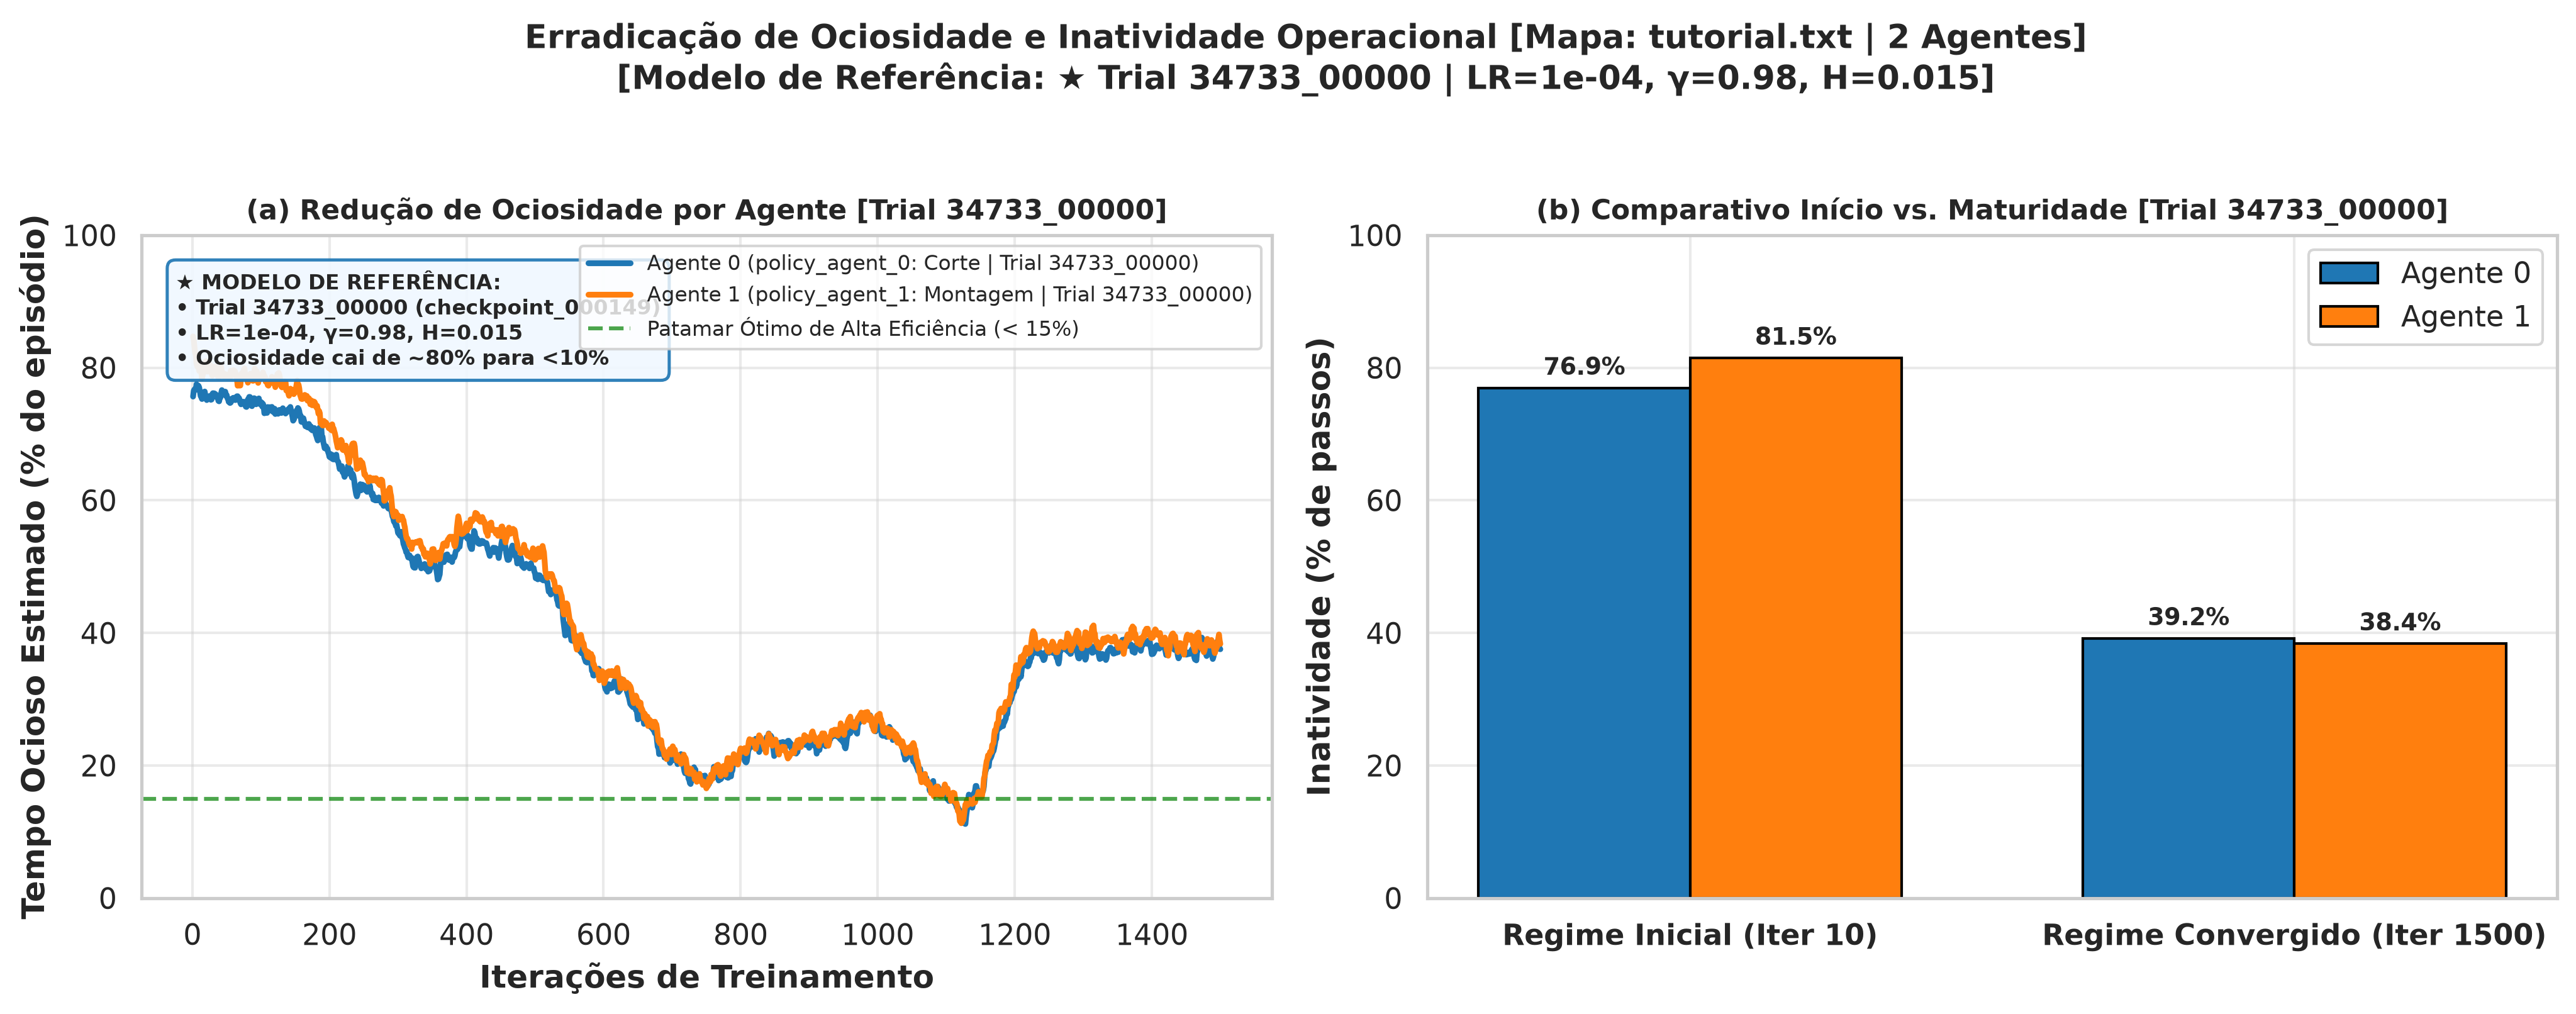 Erradicação de Ociosidade e Inatividade Operacional [Mapa: tutorial.txt | 2 Agentes]
[Modelo de Referência: ★ Trial 34733_00000 | LR=1e-04, γ=0.98, H=0.015]
(a) Redução de Ociosidade por Agente [Trial 34733_00000]
Tempo Ocioso Estimado (% do episódio)
100
80
60
40
20
0
★ MODELO DE REFERÊNCIA:
• Trial 34733_00000 (checkpoint_000149)
• LR=1e-04, γ=0.98, H=0.015
• Ociosidade cai de ~80% para <10%
Agente 0 (policy_agent_0: Corte | Trial 34733_00000)
Agente 1 (policy_agent_1: Montagem | Trial 34733_00000)
Patamar Ótimo de Alta Eficiência (< 15%)
0 200 400 600 800 1000 1200 1400
Iterações de Treinamento
(b) Comparativo Início vs. Maturidade [Trial 34733_00000]
Inatividade (% de passos)
100
80
60
40
20
0
Agente 0
Agente 1
76.9%
81.5%
39.2%
38.4%
Regime Inicial (Iter 10)
Regime Convergido (Iter 1500)